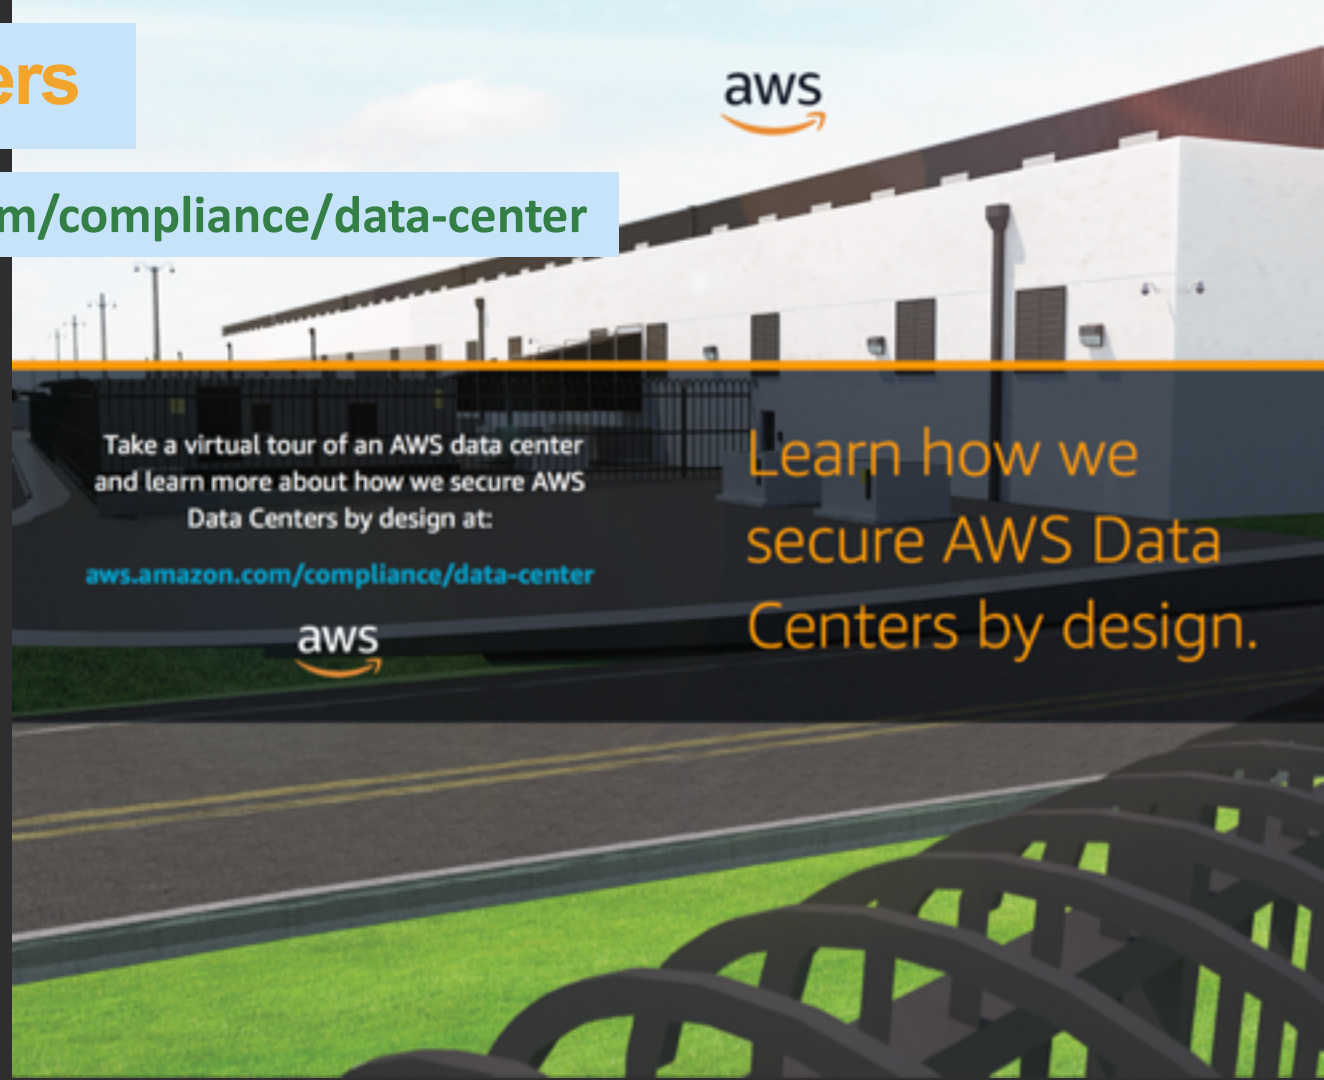 ers
aws
m/compliance/data-center
Take a virtual tour of an AWS data center
and learn more about how we secure AWS
Data Centers by design at:
aws.amazon.com/compliance/data-center
aws
Learn how we
secure AWS Data
Centers by design.